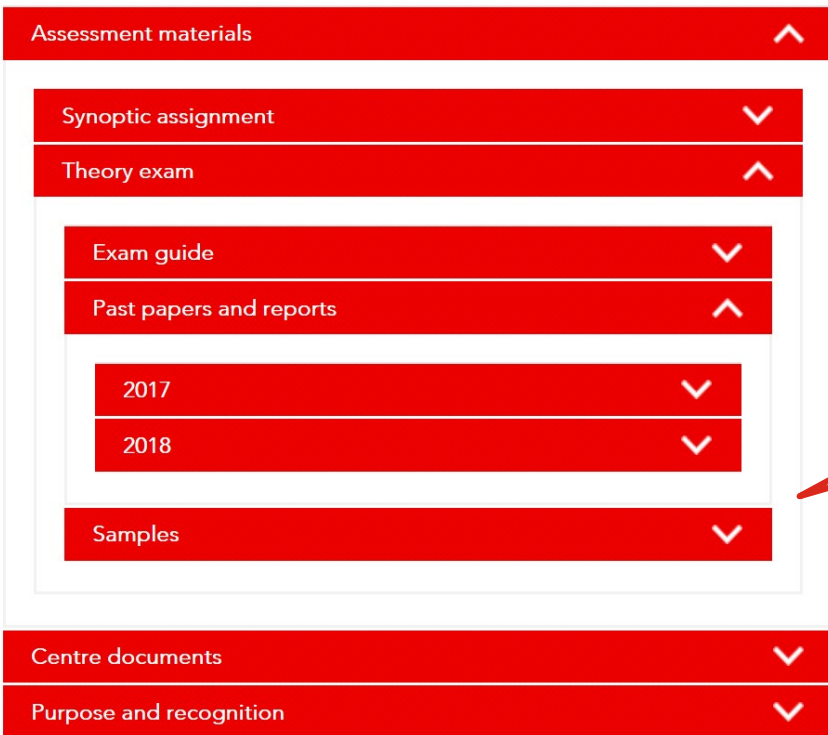 Assessment materials
Synoptic assignment
Theory exam
Exam guide
Past papers and reports
2017
2018
Samples
Centre documents
Purpose and recognition